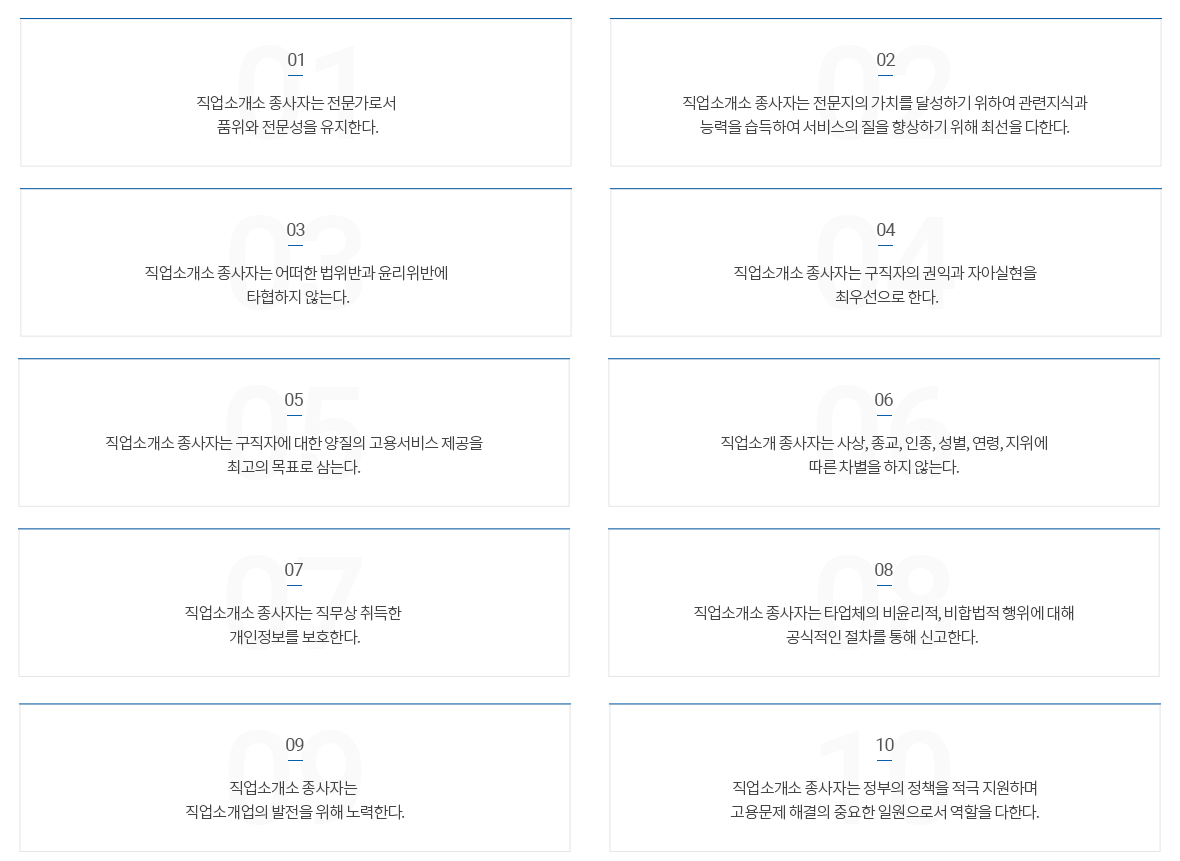 01
직업소개소 종사자는 전문가로서
품위와 전문성을 유지한다.
02
직업소개소 종사자는 전문지의 가치를 달성하기 위하여 관련지식과
능력을 습득하여 서비스의 질을 향상하기 위해 최선을 다한다.
03
직업소개소 종사자는 어떠한 법위반과 윤리위반에
타협하지 않는다.
04
직업소개소 종사자는 구직자의 권익과 자아실현을
최우선으로 한다.
05
직업소개소 종사자는 구직자에 대한 양질의 고용서비스 제공을
최고의 목표로 삼는다.
06
직업소개 종사자는 사상, 종교, 인종, 성별, 연령, 지위에
따른 차별을 하지 않는다.
07
직업소개소 종사자는 직무상 취득한
개인정보를 보호한다.
08
직업소개소 종사자는 타업체의 비윤리적, 비합법적 행위에 대해
공식적인 절차를 통해 신고한다.
09
직업소개소 종사자는
직업소개업의 발전을 위해 노력한다.
10
직업소개소 종사자는 정부의 정책을 적극 지원하며
고용문제 해결의 중요한 일원으로서 역할을 다한다.